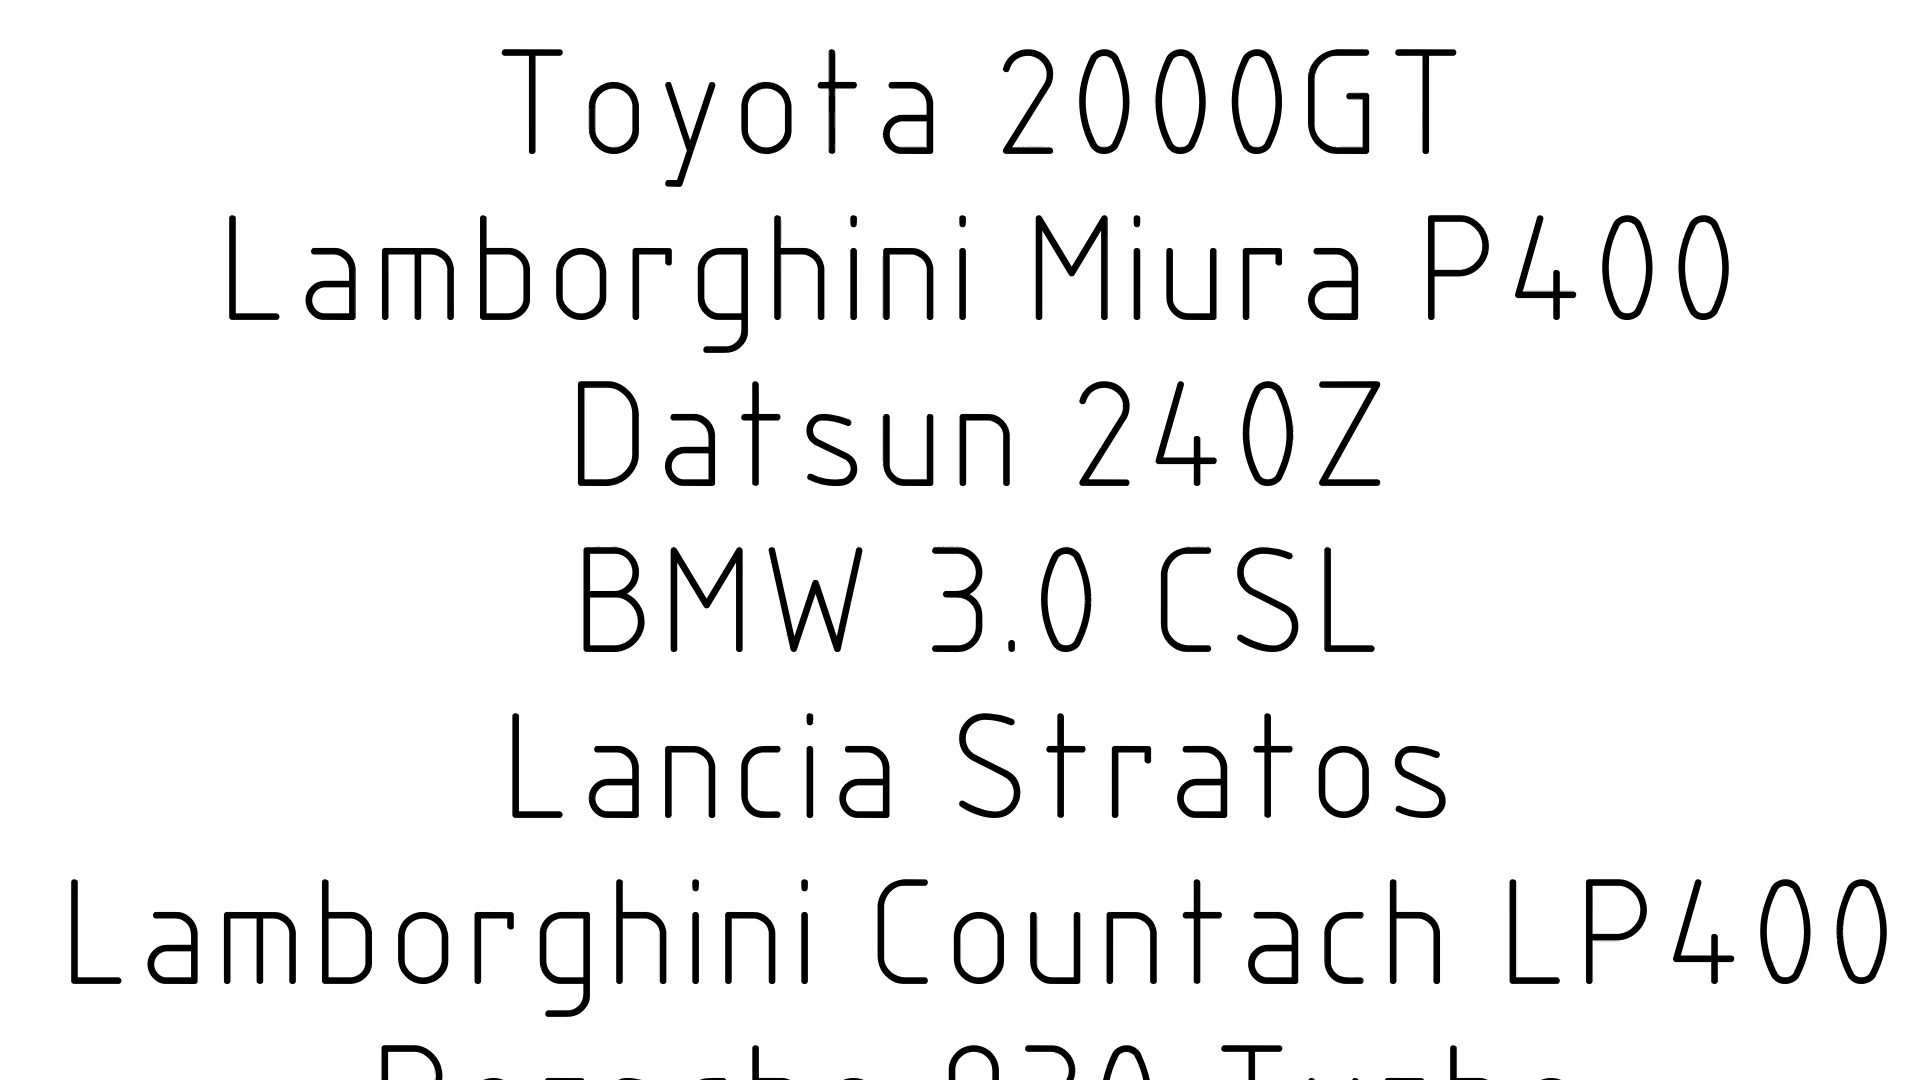 Toyota 2000GT
Lamborghini Miura P400
Datsun 240Z
BMW 3.0 CSL
Lancia Stratos
Lamborghini Countach LP400